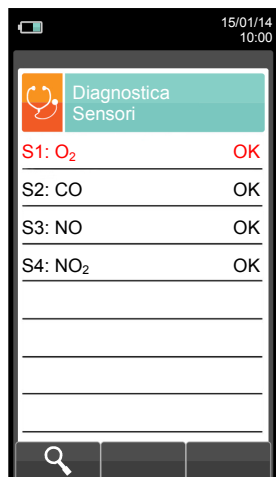 15/01/14
10:00
Diagnostica
Sensori
S1: O₂ OK
S2: CO OK
S3: NO OK
S4: NO₂ OK